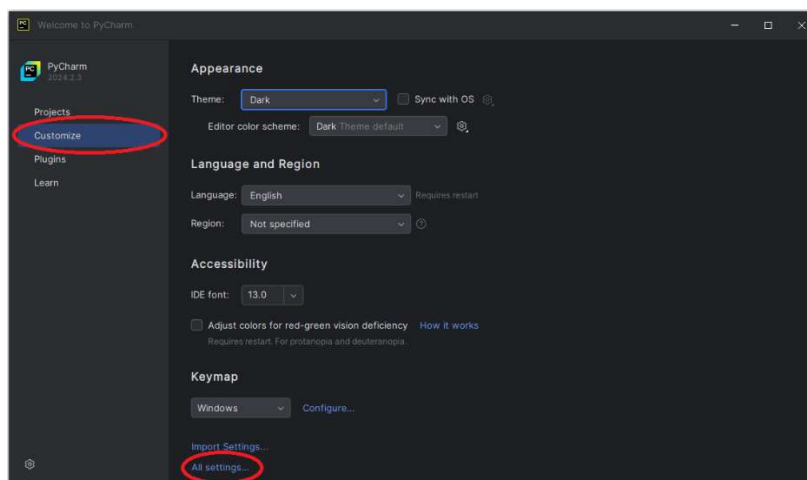 PC Welcome to PyCharm
PC PyCharm
2024.2.3
Projects
Customize
Plugins
Learn
Appearance
Theme: Dark Sync with OS
Editor color scheme: Dark Theme default
Language and Region
Language: English Requires restart
Region: Not specified ?
Accessibility
IDE font: 13.0
Adjust colors for red-green vision deficiency How it works
Requires restart. For protanopia and deuteranopia.
Keymap
Windows Configure...
Import Settings...
All settings...